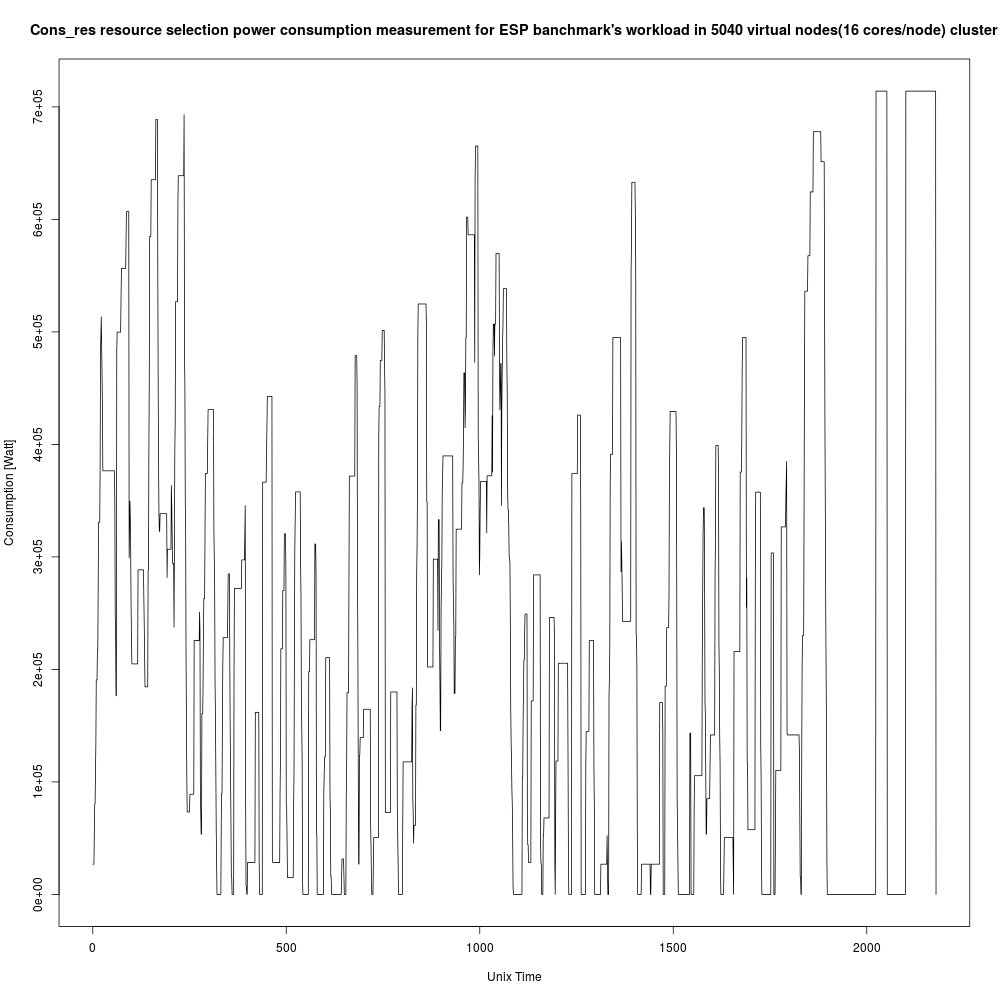 Cons_res resource selection power consumption measurement for ESP banchmark's workload in 5040 virtual nodes(16 cores/node) cluster
7e+05
6e+05
5e+05
4e+05
3e+05
2e+05
1e+05
0e+00
Consumption [Watt]
0 500 1000 1500 2000
Unix Time